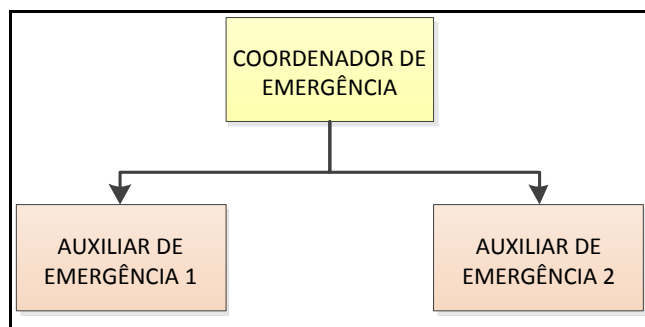 COORDENADOR DE
EMERGÊNCIA
AUXILIAR DE
EMERGÊNCIA 1
AUXILIAR DE
EMERGÊNCIA 2